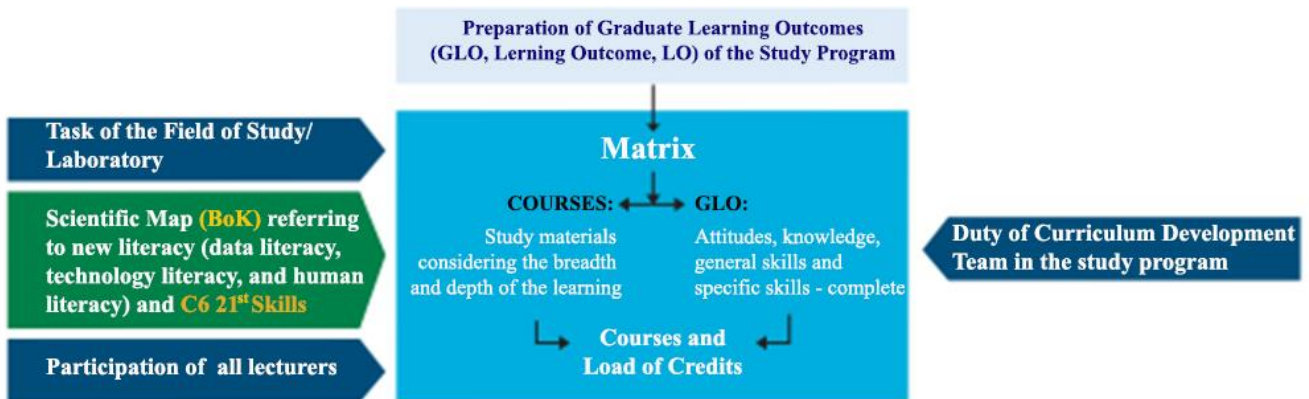 Preparation of Graduate Learning Outcomes
(GLO, Lerning Outcome, LO) of the Study Program
Task of the Field of Study/
Laboratory
Scientific Map (BoK) referring
to new literacy (data literacy,
technology literacy, and human
literacy) and C6 21st Skills
Participation of all lecturers
Matrix
COURSES:
Study materials
considering the breadth
and depth of the learning
GLO:
Attitudes, knowledge,
general skills and
specific skills - complete
Courses and
Load of Credits
Duty of Curriculum Development
Team in the study program